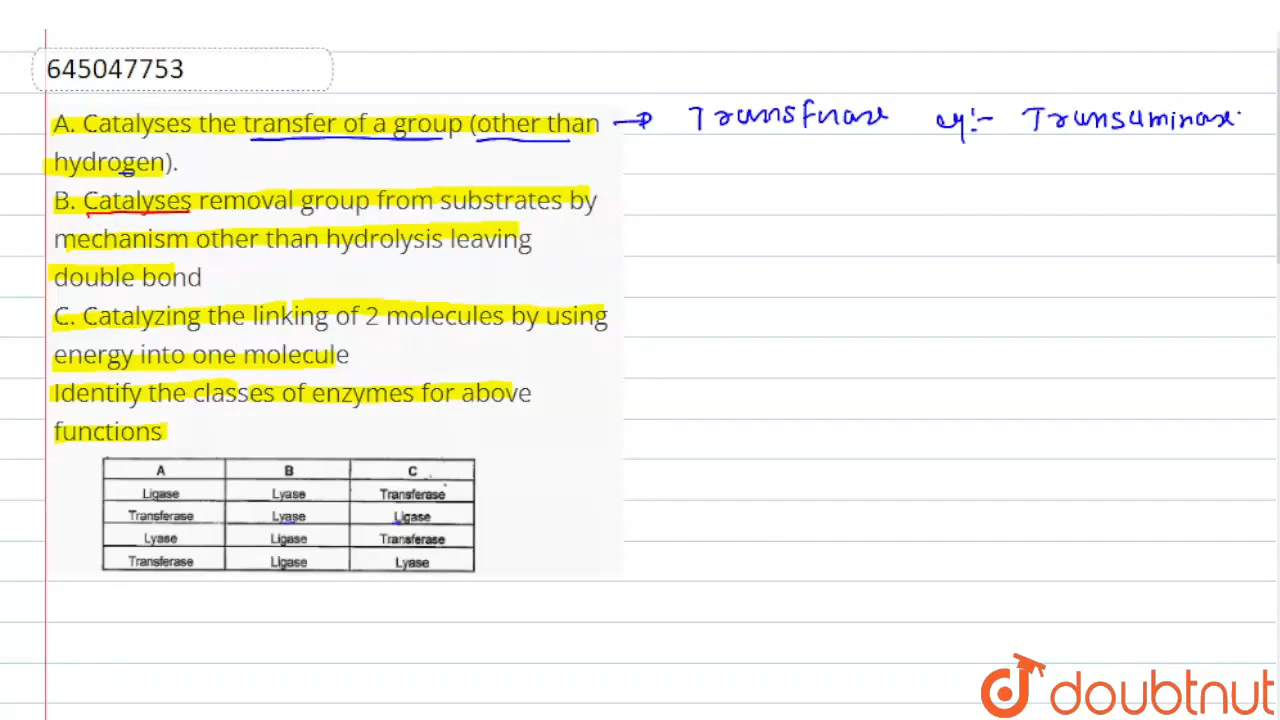 645047753
A. Catalyses the transfer of a group (other than → Transfrase eg:- Transaminase.
hydrogen).
B. Catalyses removal group from substrates by
mechanism other than hydrolysis leaving
double bond
C. Catalyzing the linking of 2 molecules by using
energy into one molecule
Identify the classes of enzymes for above
functions
A B C
Ligase Lyase Transferase
Transferase Lyase Ligase
Lyase Ligase Transferase
Transferase Ligase Lyase
doubtnut